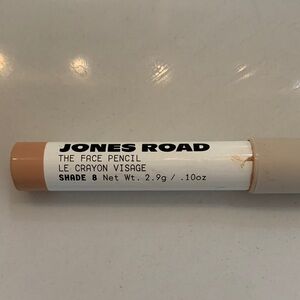 JONES ROAD
THE FACE PENCIL
LE CRAYON VISAGE
SHADE 8 Net Wt. 2.9g / .10oz